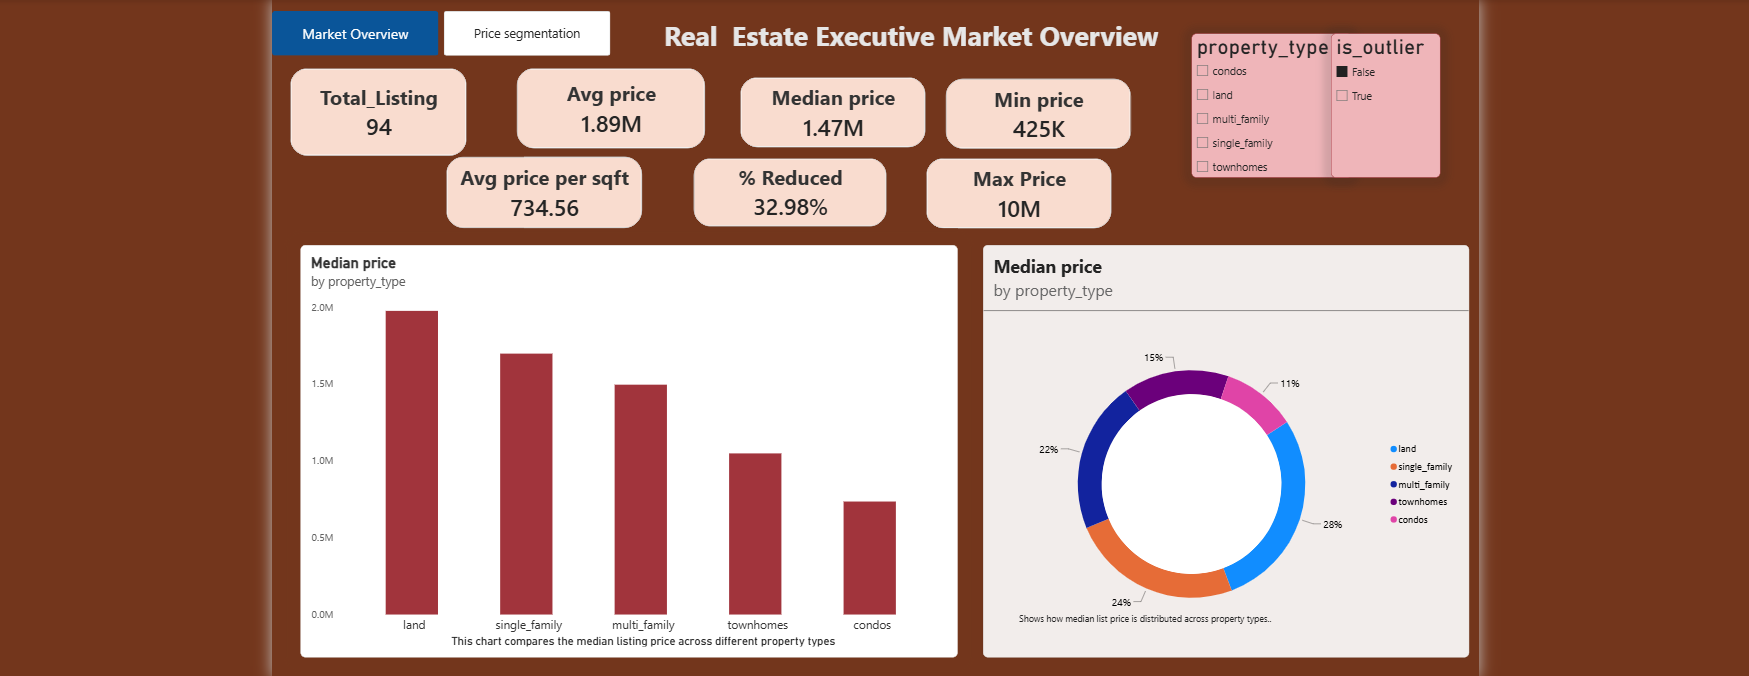 Market Overview
Price segmentation
Real  Estate Executive Market Overview
property_type
condos
land
multi_family
single_family
townhomes
is_outlier
False
True
Total_Listing
94
Avg price
1.89M
Median price
1.47M
Min price
425K
Avg price per sqft
734.56
% Reduced
32.98%
Max Price
10M
Median price
by property_type
2.0M
1.5M
1.0M
0.5M
0.0M
land
single_family
multi_family
townhomes
condos
This chart compares the median listing price across different property types
Median price
by property_type
15%
11%
22%
28%
24%
land
single_family
multi_family
townhomes
condos
Shows how median list price is distributed across property types..